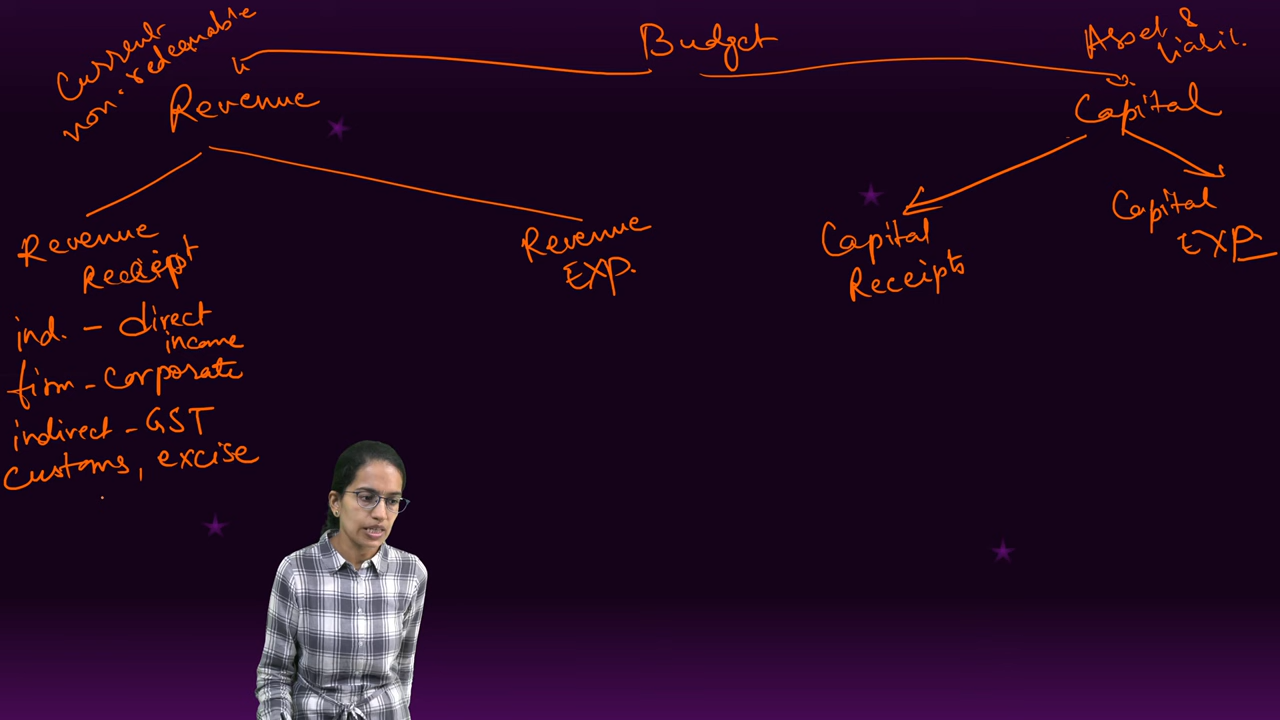 Budget
Current
non-redeemable
Revenue
Asset &
Liabil.
Capital
Revenue
Receipt
Revenue
EXP.
Capital
Receipts
Capital
EXP.
ind. - direct
income
firm - corporate
indirect - GST
Customs, excise